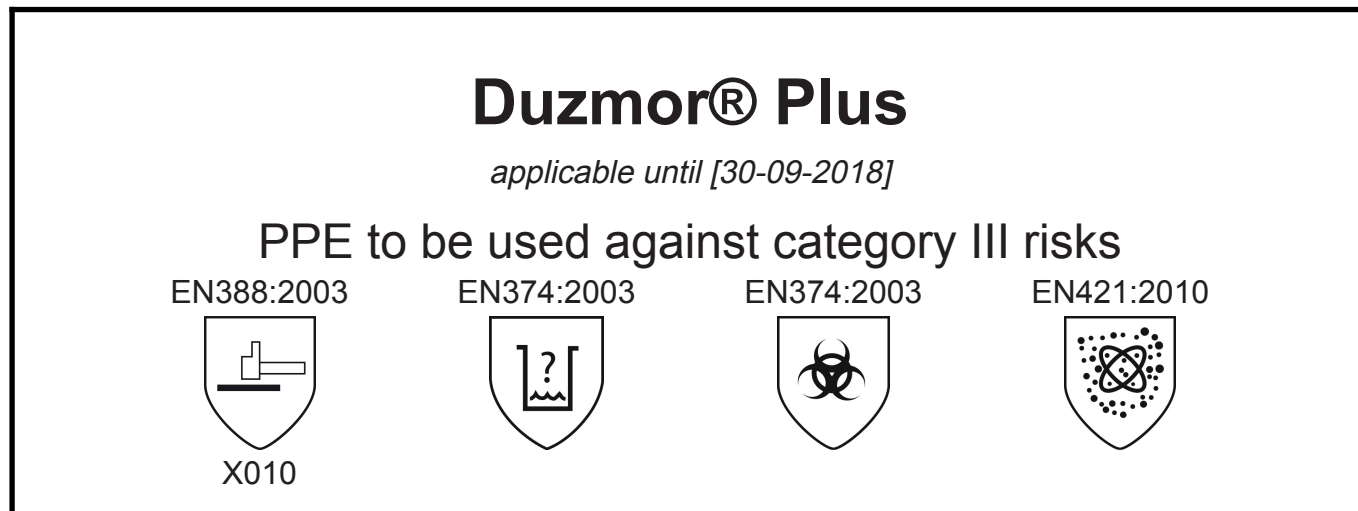 Duzmor® Plus
applicable until [30-09-2018]
PPE to be used against category III risks
EN388:2003 EN374:2003 EN374:2003 EN421:2010
?
X010